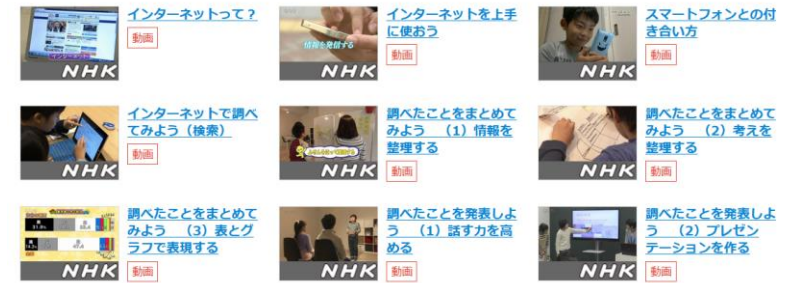 インターネットって？
動画
NHK
インターネットを上手
に使おう
動画
情報を発信する
NHK
スマートフォンとの付
き合い方
動画
NHK
インターネットで調べ
てみよう（検索）
動画
NHK
調べたことをまとめて
みよう　（1）情報を
整理する
動画
NHK
調べたことをまとめて
みよう　（2）考えを
整理する
動画
NHK
調べたことをまとめて
みよう　（3）表とグ
ラフで表現する
動画
NHK
調べたことを発表しよ
う　（1）話す力を高
める
動画
NHK
調べたことを発表しよ
う　（2）プレゼン
テーションを作る
動画
NHK